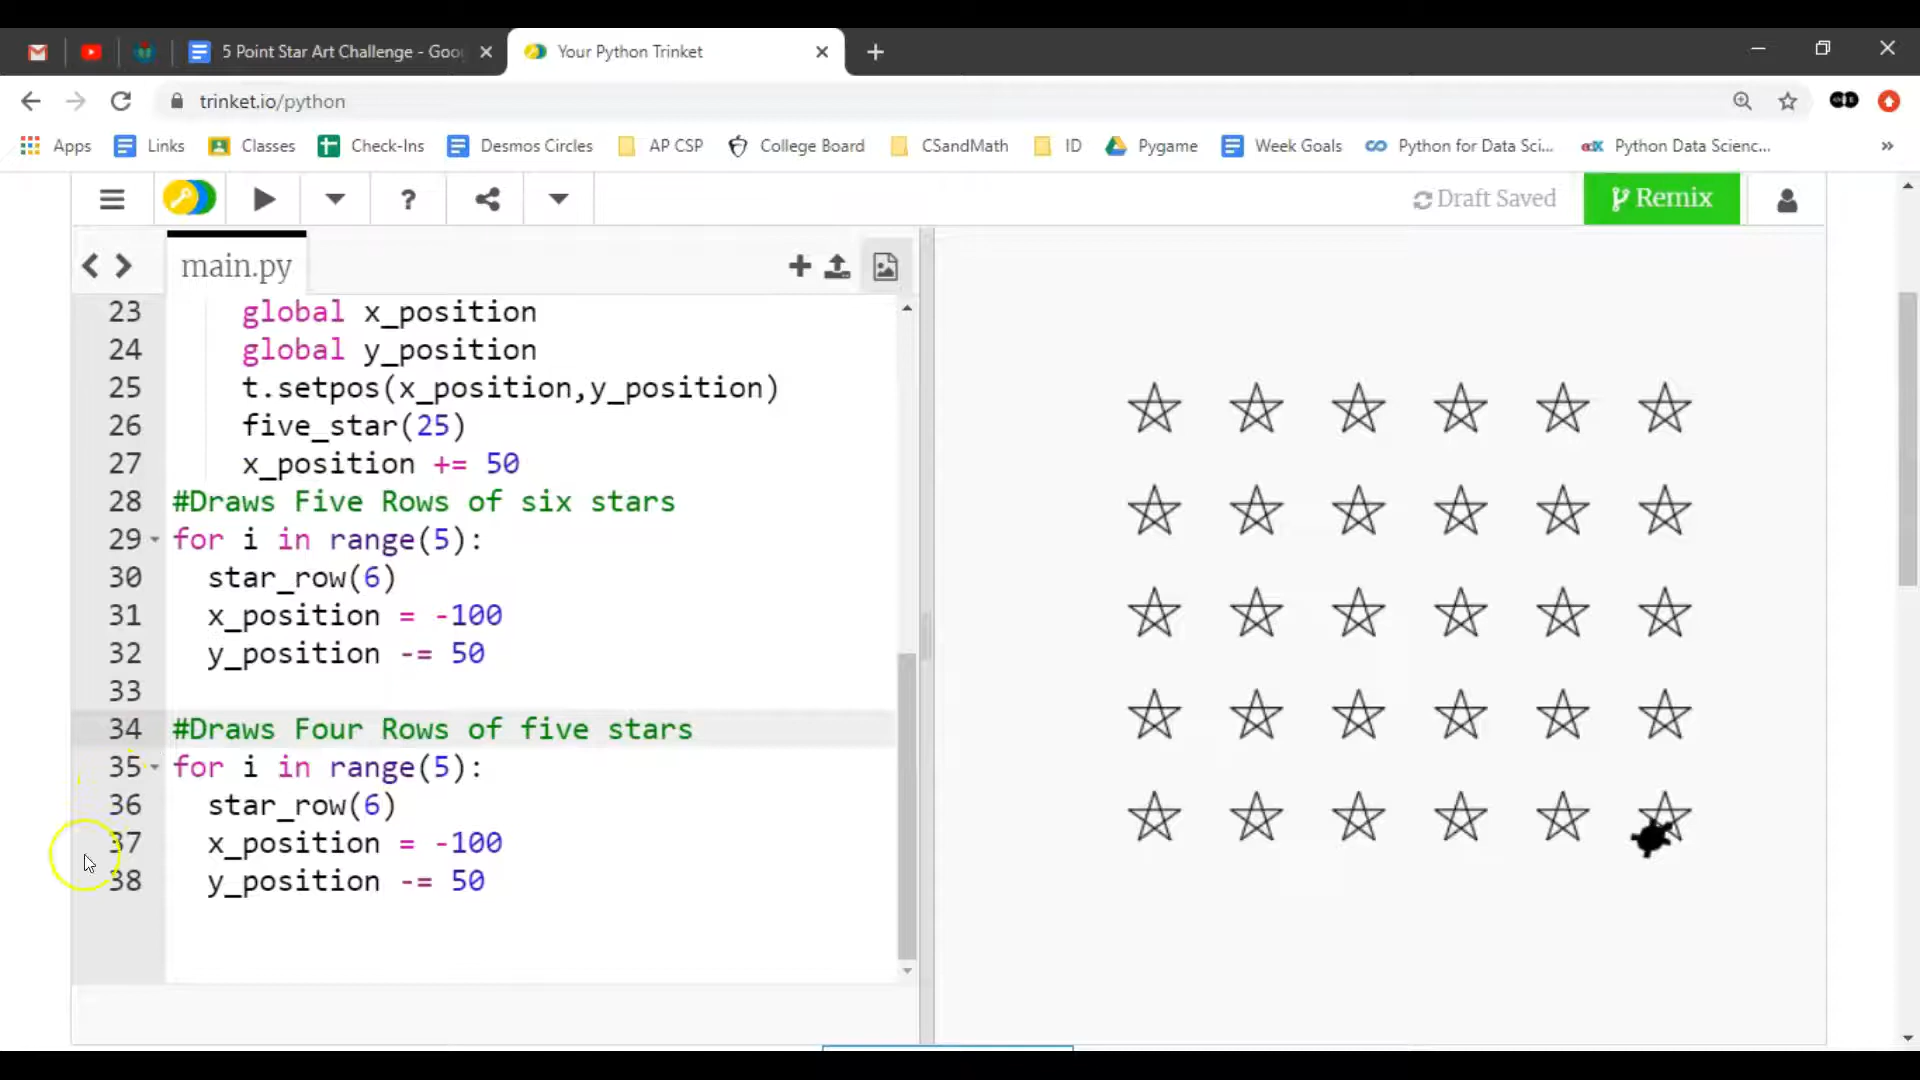 5 Point Star Art Challenge - Goo
Your Python Trinket
trinket.io/python
Apps Links Classes Check-Ins Desmos Circles AP CSP College Board CSandMath ID Pygame Week Goals Python for Data Sci... edX Python Data Scienc... »
? Draft Saved Remix
main.py
23 global x_position
24 global y_position
25 t.setpos(x_position,y_position)
26 five_star(25)
27 x_position += 50
28 #Draws Five Rows of six stars
29 for i in range(5):
30 star_row(6)
31 x_position = -100
32 y_position -= 50
33
34 #Draws Four Rows of five stars
35 for i in range(5):
36 star_row(6)
37 x_position = -100
38 y_position -= 50